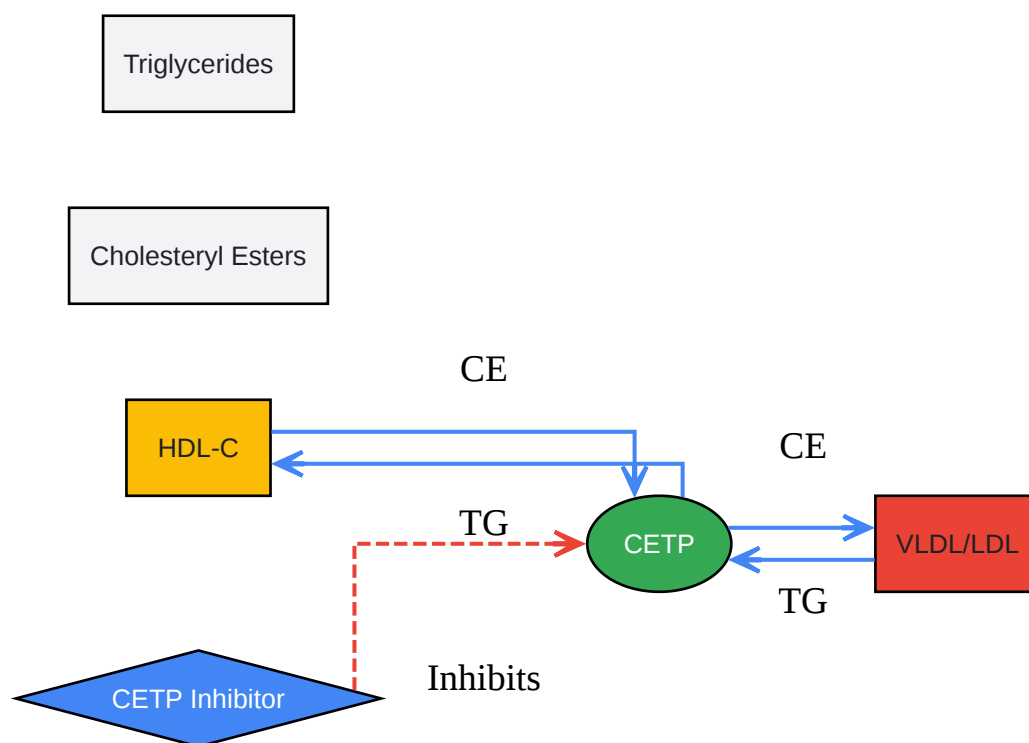 Triglycerides
Cholesteryl Esters
CE
HDL-C
CE
TG
CETP
VLDL/LDL
TG
Inhibits
CETP Inhibitor